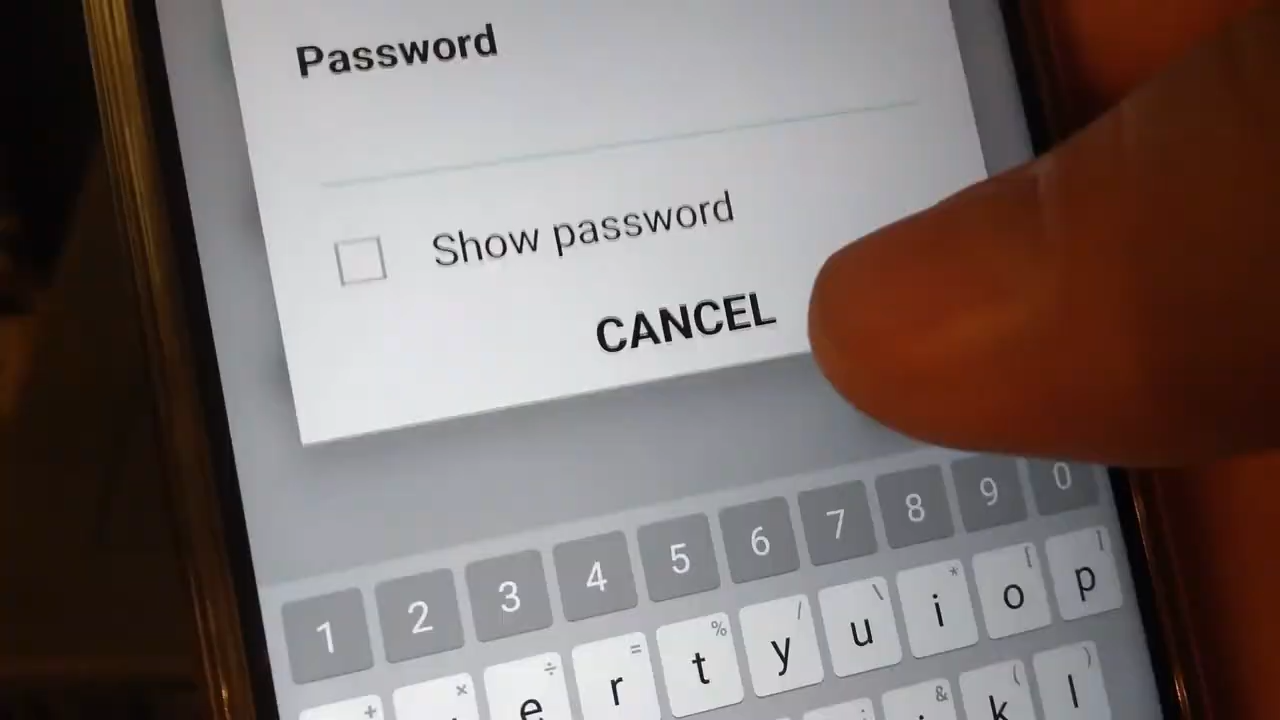 Password
Show password
CANCEL
1 2 3 4 5 6 7 8 9 0
+ × ÷ = % / \ * [ ]
e r t y u i o p
& ( )
k l